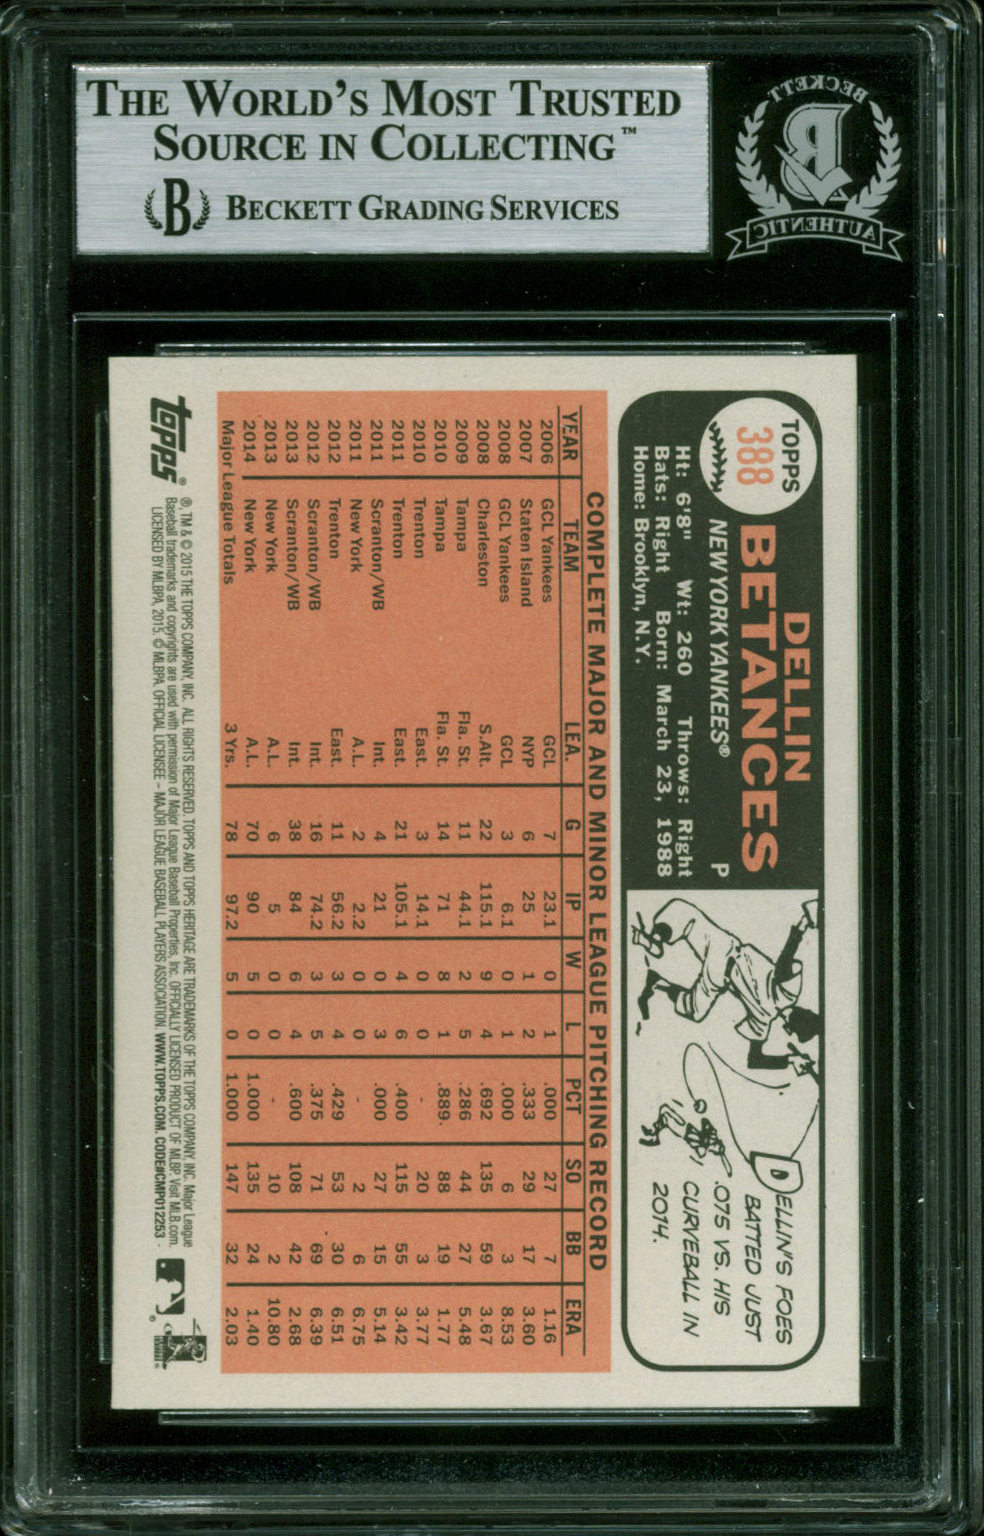 THE WORLD'S MOST TRUSTED
SOURCE IN COLLECTING™
B BECKETT GRADING SERVICES
BECKETT
B
AUTHENTIC
TOPPS
388
DELLIN
BETANCES
NEW YORK YANKEES® P
Ht: 6'8" Wt: 260 Throws: Right
Bats: Right Born: March 23, 1988
Home: Brooklyn, N.Y.
DELLIN'S FOES
BATTED JUST
.075 VS. HIS
CURVEBALL IN
2014.
COMPLETE MAJOR AND MINOR LEAGUE PITCHING RECORD
YEAR TEAM LEA. G IP W L PCT SO BB ERA
2006 GCL Yankees GCL 7 23.1 0 1 .000 27 7 1.16
2007 Staten Island NYP 6 25 1 2 .333 29 17 3.60
2008 GCL Yankees GCL 3 6.1 0 1 .000 6 3 8.53
2008 Charleston S.Atl. 22 115.1 9 4 .692 135 59 3.67
2009 Tampa Fla. St. 11 44.1 2 5 .286 44 27 5.48
2010 Tampa Fla. St. 14 71 8 1 .889 88 19 1.77
2010 Trenton East. 3 14.1 0 0 - 20 3 3.77
2011 Trenton East. 21 105.1 4 6 .400 115 55 3.42
2011 Scranton/WB Int. 4 21 0 3 .000 27 15 5.14
2011 New York A.L. 2 2.2 0 0 - 2 6 6.75
2012 Trenton East. 11 56.2 3 4 .429 53 30 6.51
2012 Scranton/WB Int. 16 74.2 3 5 .375 71 69 6.39
2013 Scranton/WB Int. 38 84 6 4 .600 108 42 2.68
2013 New York A.L. 6 5 0 0 - 10 2 10.80
2014 New York A.L. 70 90 5 0 1.000 135 24 1.40
Major League Totals 3 Yrs. 78 97.2 5 0 1.000 147 32 2.03
topps®
®, TM & © 2015 THE TOPPS COMPANY, INC. ALL RIGHTS RESERVED. TOPPS AND TOPPS HERITAGE ARE TRADEMARKS OF THE TOPPS COMPANY, INC. Major League
Baseball trademarks and copyrights are used with permission of Major League Baseball Properties, Inc. OFFICIALLY LICENSED PRODUCT OF MLBP. Visit MLB.com.
LICENSED BY MLBPA, 2015. © MLBPA. OFFICIAL LICENSEE – MAJOR LEAGUE BASEBALL PLAYERS ASSOCIATION. WWW.TOPPS.COM. CODE#CMP012253